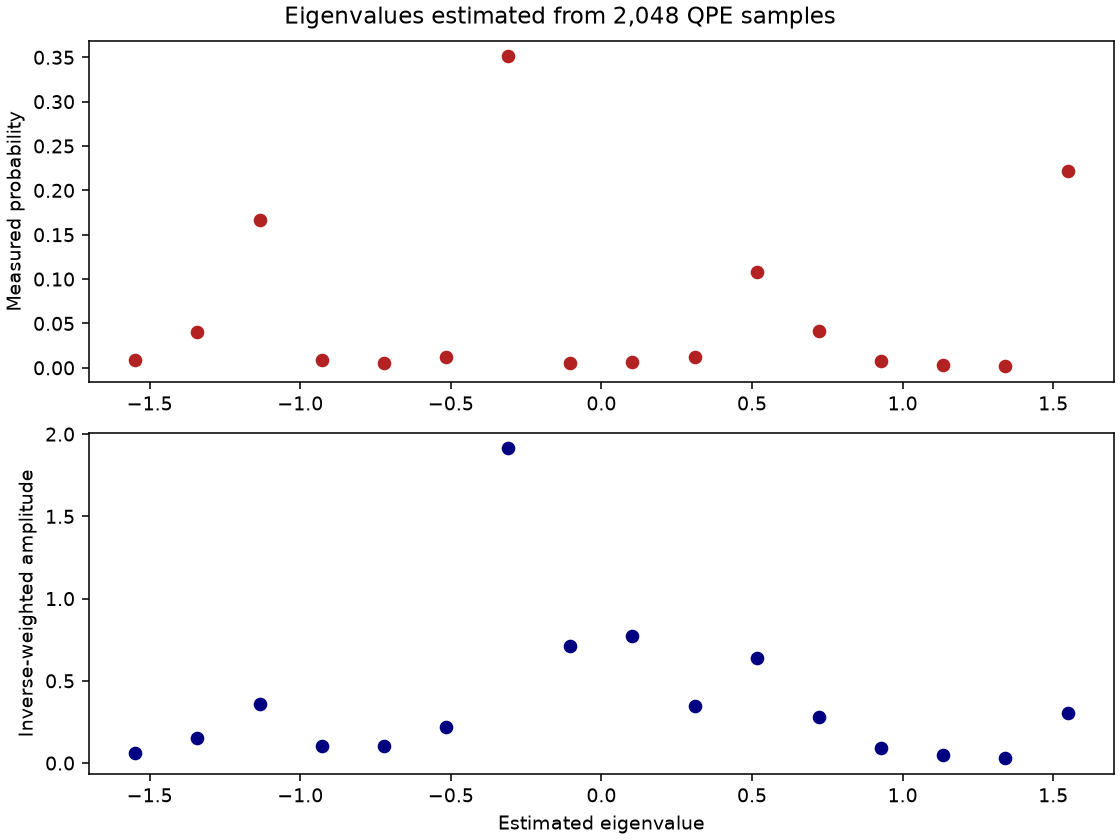 Eigenvalues estimated from 2,048 QPE samples
Measured probability
0.35
0.30
0.25
0.20
0.15
0.10
0.05
0.00
−1.5 −1.0 −0.5 0.0 0.5 1.0 1.5
Inverse-weighted amplitude
2.0
1.5
1.0
0.5
0.0
−1.5 −1.0 −0.5 0.0 0.5 1.0 1.5
Estimated eigenvalue